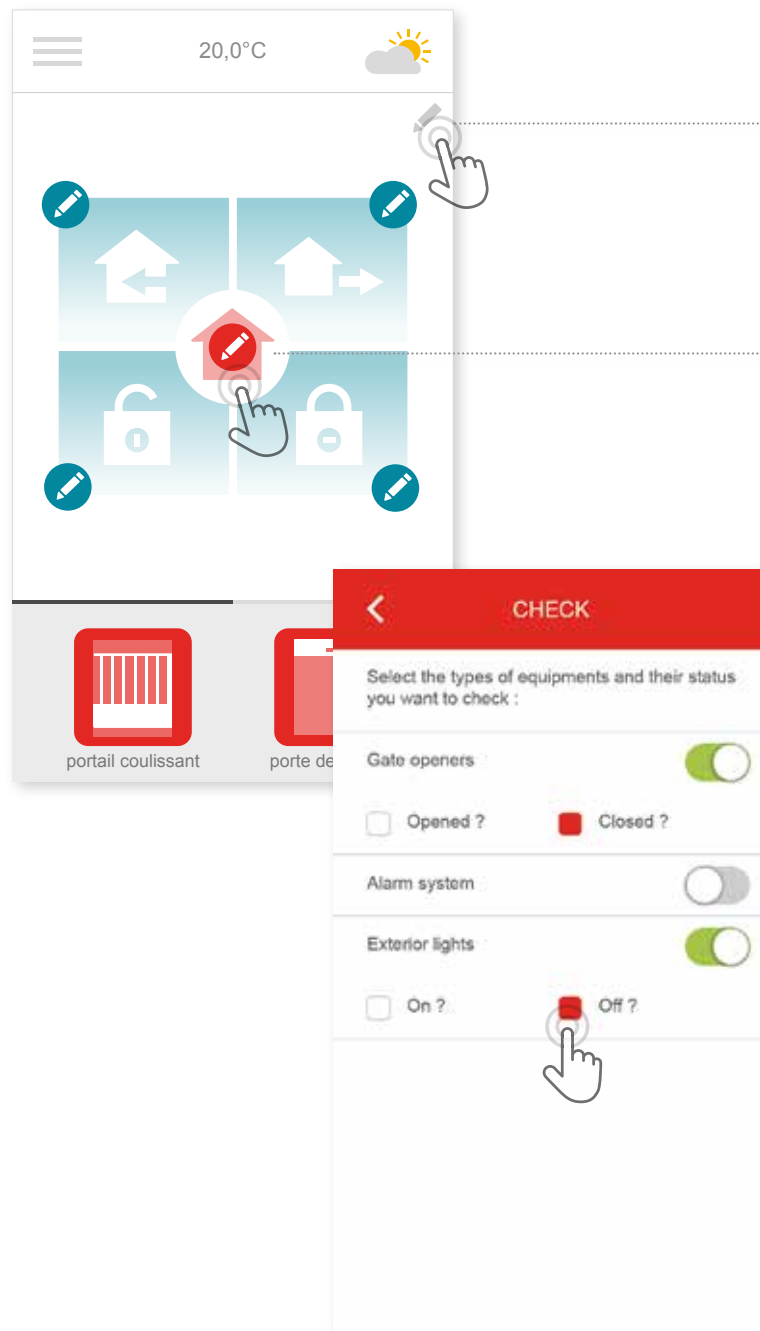 20,0°C
portail coulissant
porte de
CHECK
Select the types of equipments and their status
you want to check :
Gate openers
Opened ?
Closed ?
Alarm system
Exterior lights
On ?
Off ?